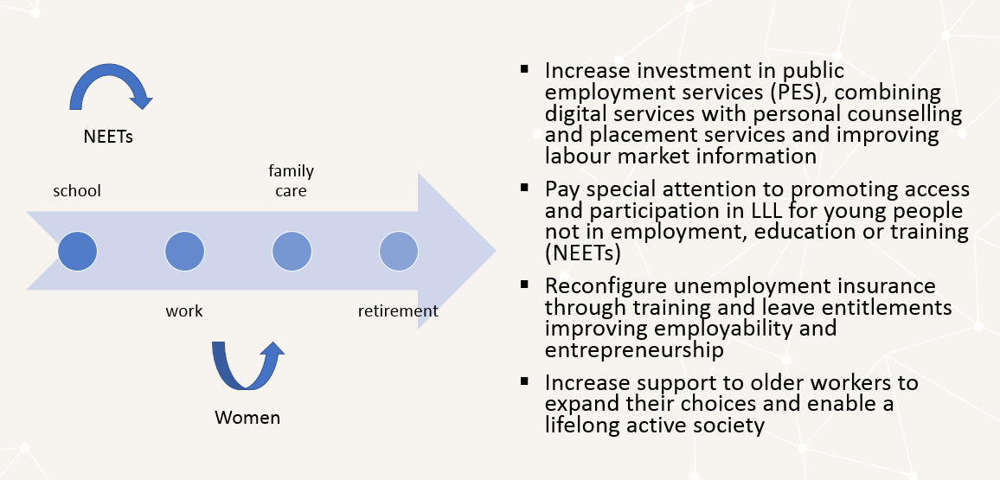 NEETs
school
family
care
work
retirement
Women
▪ Increase investment in public
employment services (PES), combining
digital services with personal counselling
and placement services and improving
labour market information
▪ Pay special attention to promoting access
and participation in LLL for young people
not in employment, education or training
(NEETs)
▪ Reconfigure unemployment insurance
through training and leave entitlements
improving employability and
entrepreneurship
▪ Increase support to older workers to
expand their choices and enable a
lifelong active society